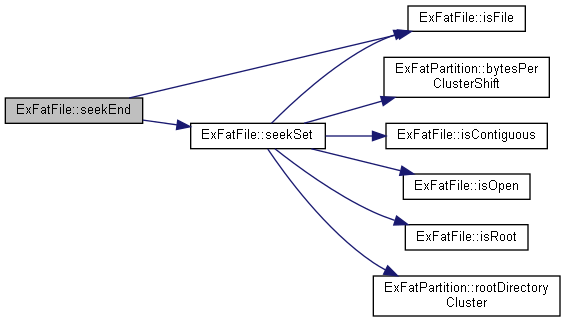 ExFatFile::seekEnd
ExFatFile::seekSet
ExFatFile::isFile
ExFatPartition::bytesPer
ClusterShift
ExFatFile::isContiguous
ExFatFile::isOpen
ExFatFile::isRoot
ExFatPartition::rootDirectory
Cluster